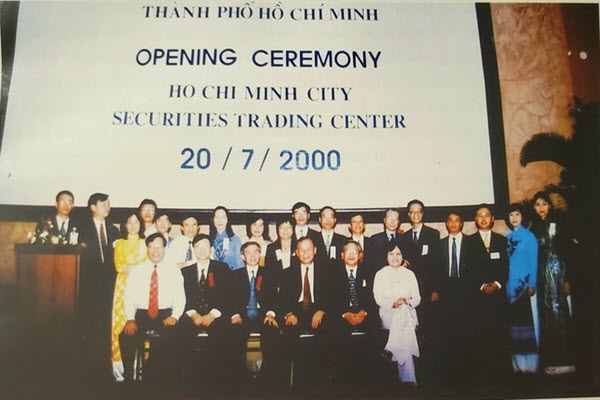 THÀNH PHỐ HỒ CHÍ MINH
OPENING CEREMONY
HO CHI MINH CITY
SECURITIES TRADING CENTER
20 / 7 / 2000